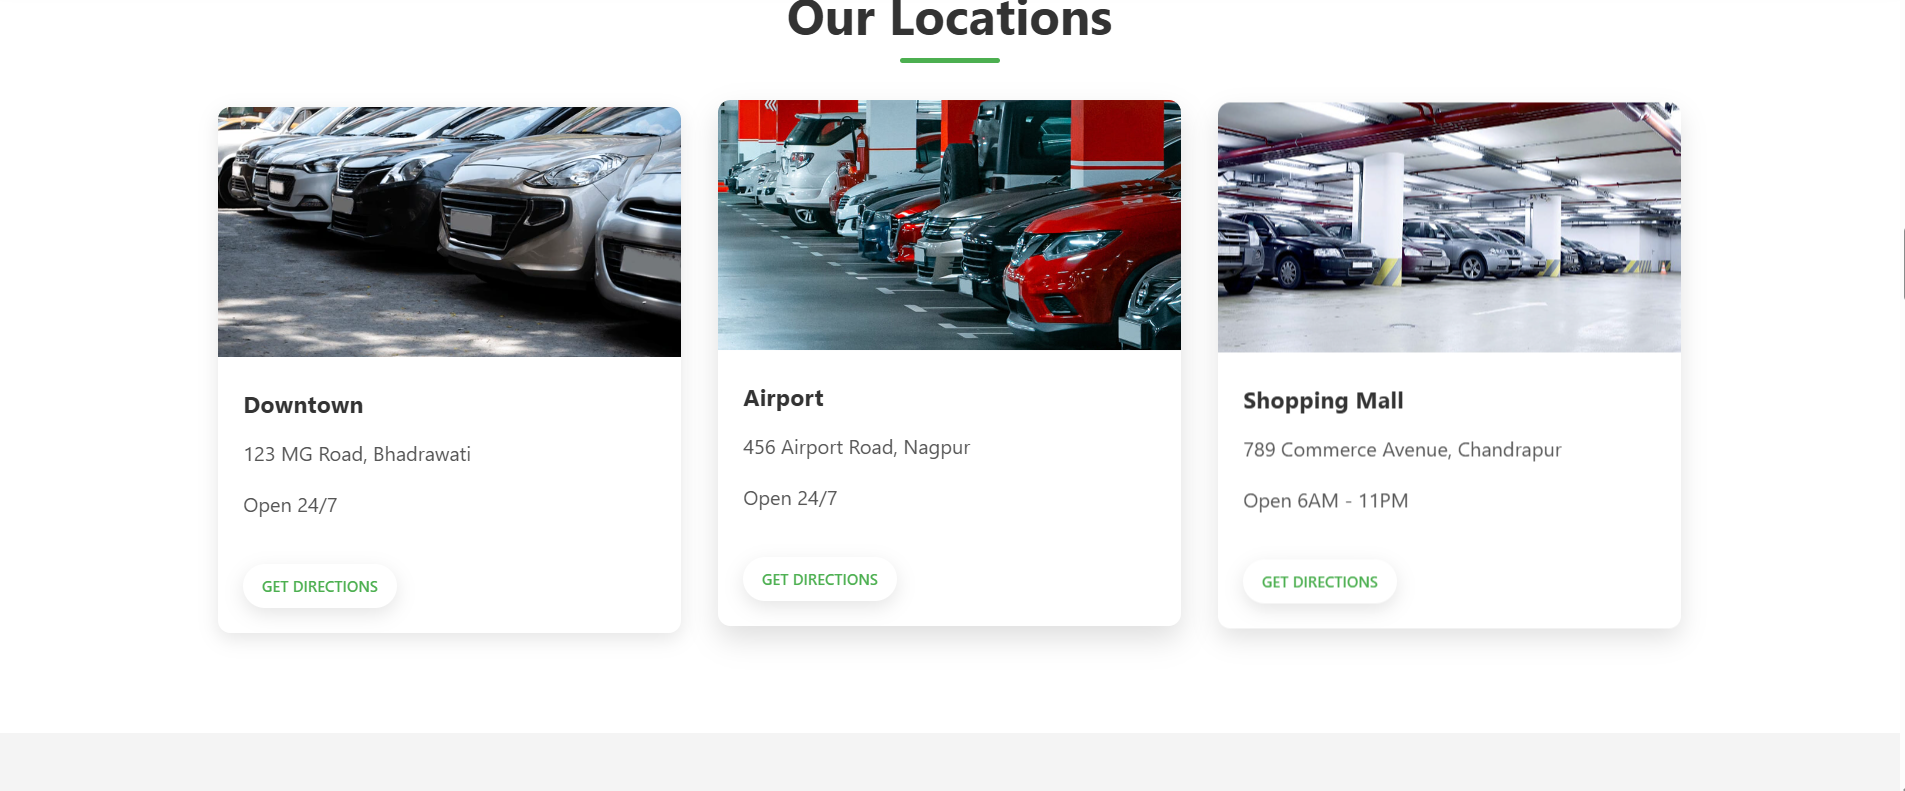 Our Locations
Downtown
123 MG Road, Bhadrawati
Open 24/7
GET DIRECTIONS
Airport
456 Airport Road, Nagpur
Open 24/7
GET DIRECTIONS
Shopping Mall
789 Commerce Avenue, Chandrapur
Open 6AM - 11PM
GET DIRECTIONS